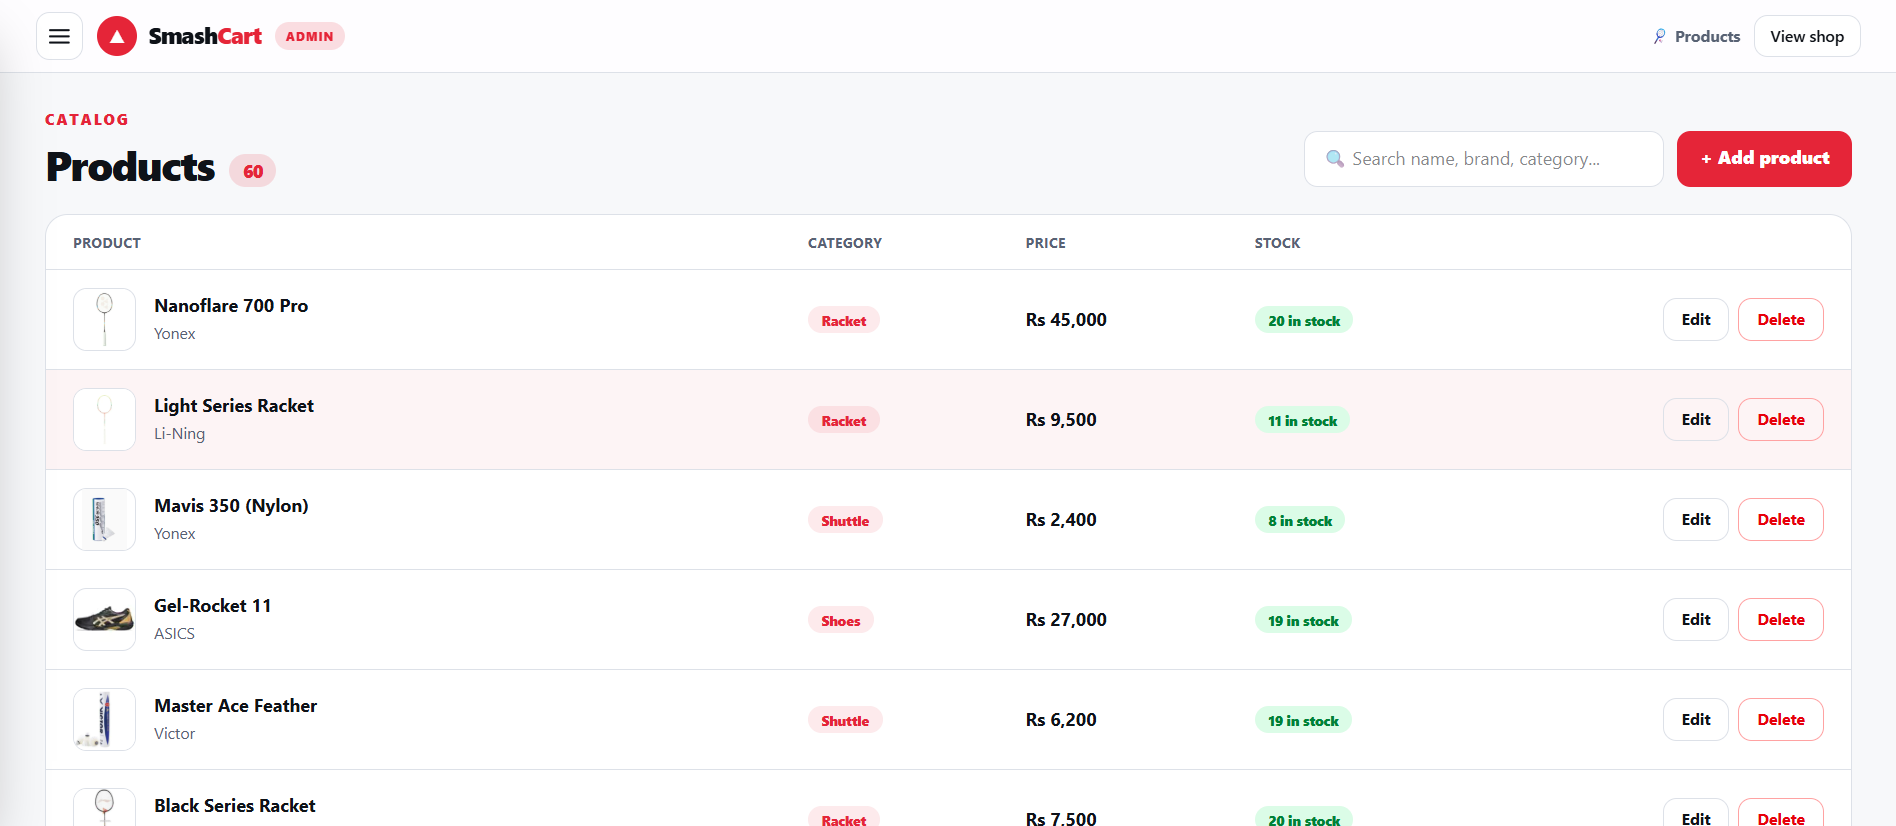 SmashCart ADMIN
Products
View shop
CATALOG
Products 60
Search name, brand, category...
+ Add product
PRODUCT CATEGORY PRICE STOCK
Nanoflare 700 Pro
Yonex
Racket
Rs 45,000
20 in stock
Edit
Delete
Light Series Racket
Li-Ning
Racket
Rs 9,500
11 in stock
Edit
Delete
Mavis 350 (Nylon)
Yonex
Shuttle
Rs 2,400
8 in stock
Edit
Delete
Gel-Rocket 11
ASICS
Shoes
Rs 27,000
19 in stock
Edit
Delete
Master Ace Feather
Victor
Shuttle
Rs 6,200
19 in stock
Edit
Delete
Black Series Racket
Racket
Rs 7,500
20 in stock
Edit
Delete